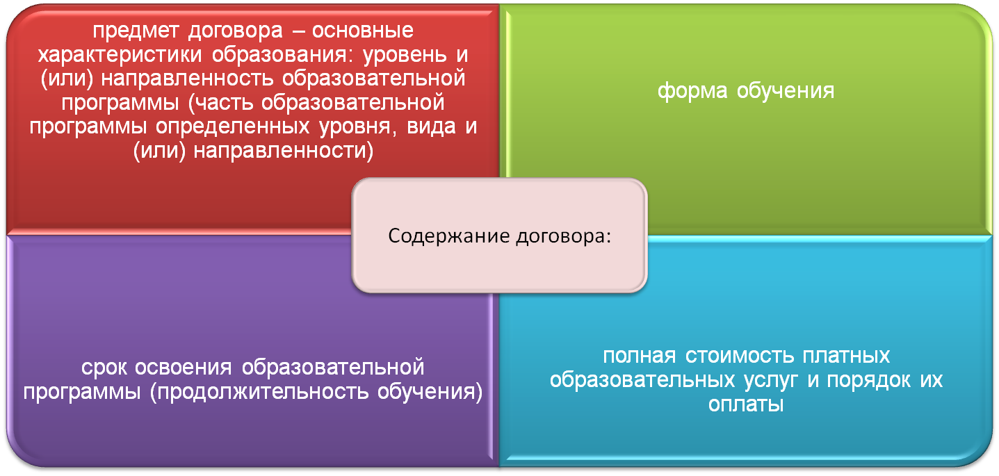 предмет договора – основные
характеристики образования: уровень и
(или) направленность образовательной
программы (часть образовательной
программы определенных уровня, вида и
(или) направленности)
форма обучения
Содержание договора:
срок освоения образовательной
программы (продолжительность обучения)
полная стоимость платных
образовательных услуг и порядок их
оплаты